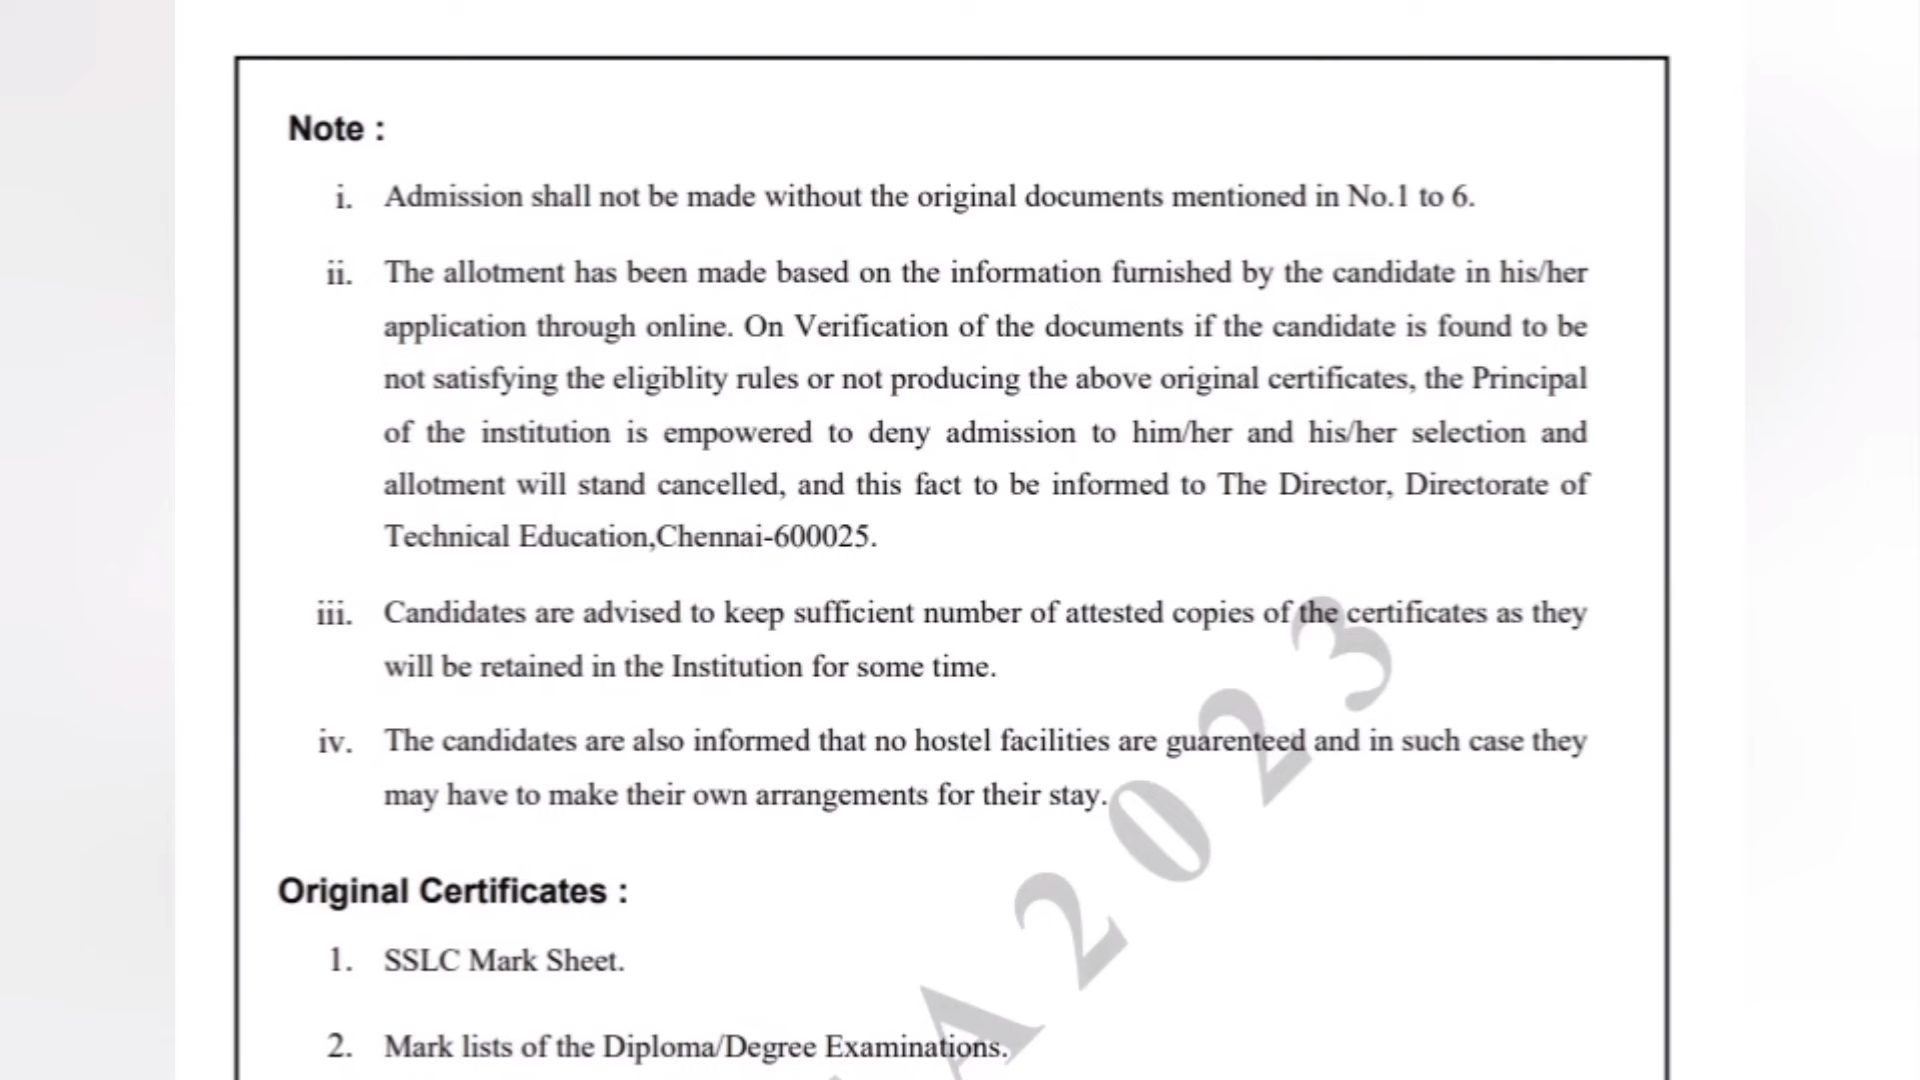 Note :
i. Admission shall not be made without the original documents mentioned in No.1 to 6.
ii. The allotment has been made based on the information furnished by the candidate in his/her
application through online. On Verification of the documents if the candidate is found to be
not satisfying the eligiblity rules or not producing the above original certificates, the Principal
of the institution is empowered to deny admission to him/her and his/her selection and
allotment will stand cancelled, and this fact to be informed to The Director, Directorate of
Technical Education,Chennai-600025.
iii. Candidates are advised to keep sufficient number of attested copies of the certificates as they
will be retained in the Institution for some time.
iv. The candidates are also informed that no hostel facilities are guarenteed and in such case they
may have to make their own arrangements for their stay.
Original Certificates :
1. SSLC Mark Sheet.
2. Mark lists of the Diploma/Degree Examinations.
A 2023